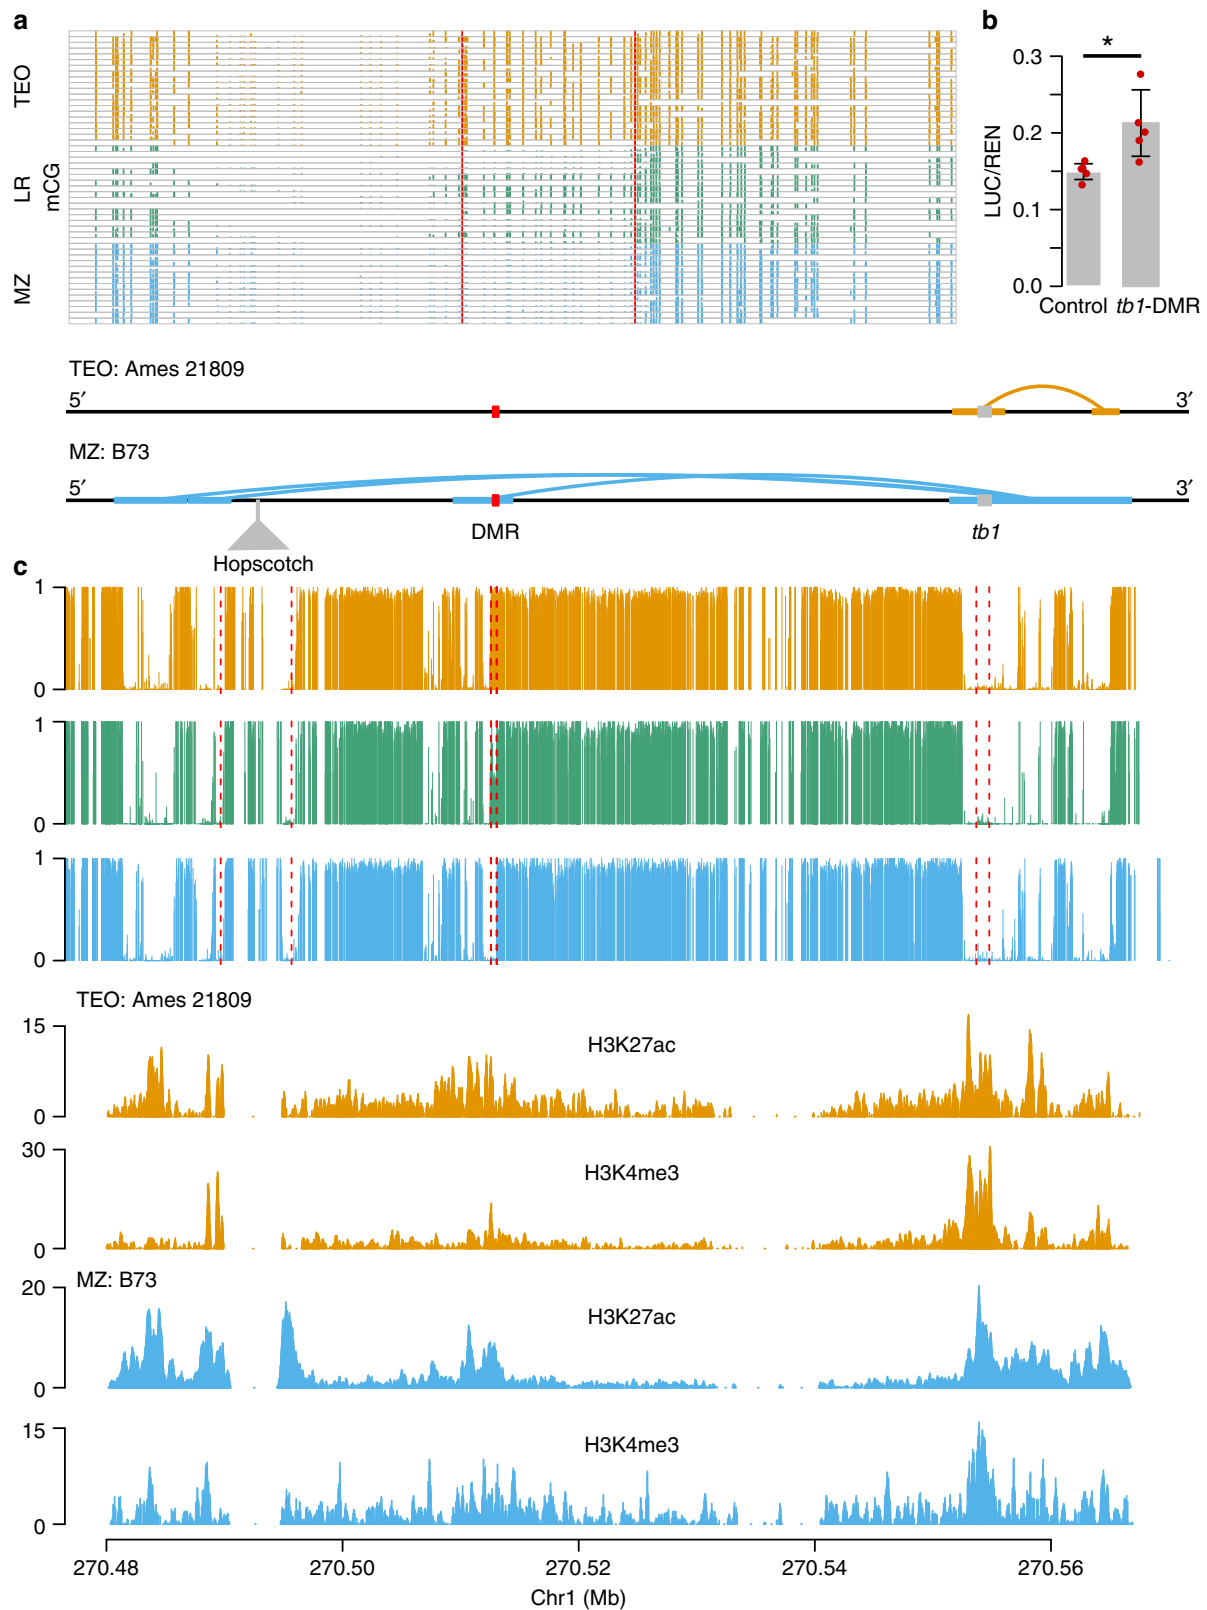 a
TEO
LR
mCG
MZ
b
*
0.3
0.2
0.1
0.0
LUC/REN
Control tb1-DMR
TEO: Ames 21809
5′ 3′
MZ: B73
5′ 3′
DMR tb1
Hopscotch
c
1
0
1
0
1
0
TEO: Ames 21809
15
H3K27ac
0
30
H3K4me3
0
MZ: B73
20
H3K27ac
0
15
H3K4me3
0
270.48 270.50 270.52 270.54 270.56
Chr1 (Mb)